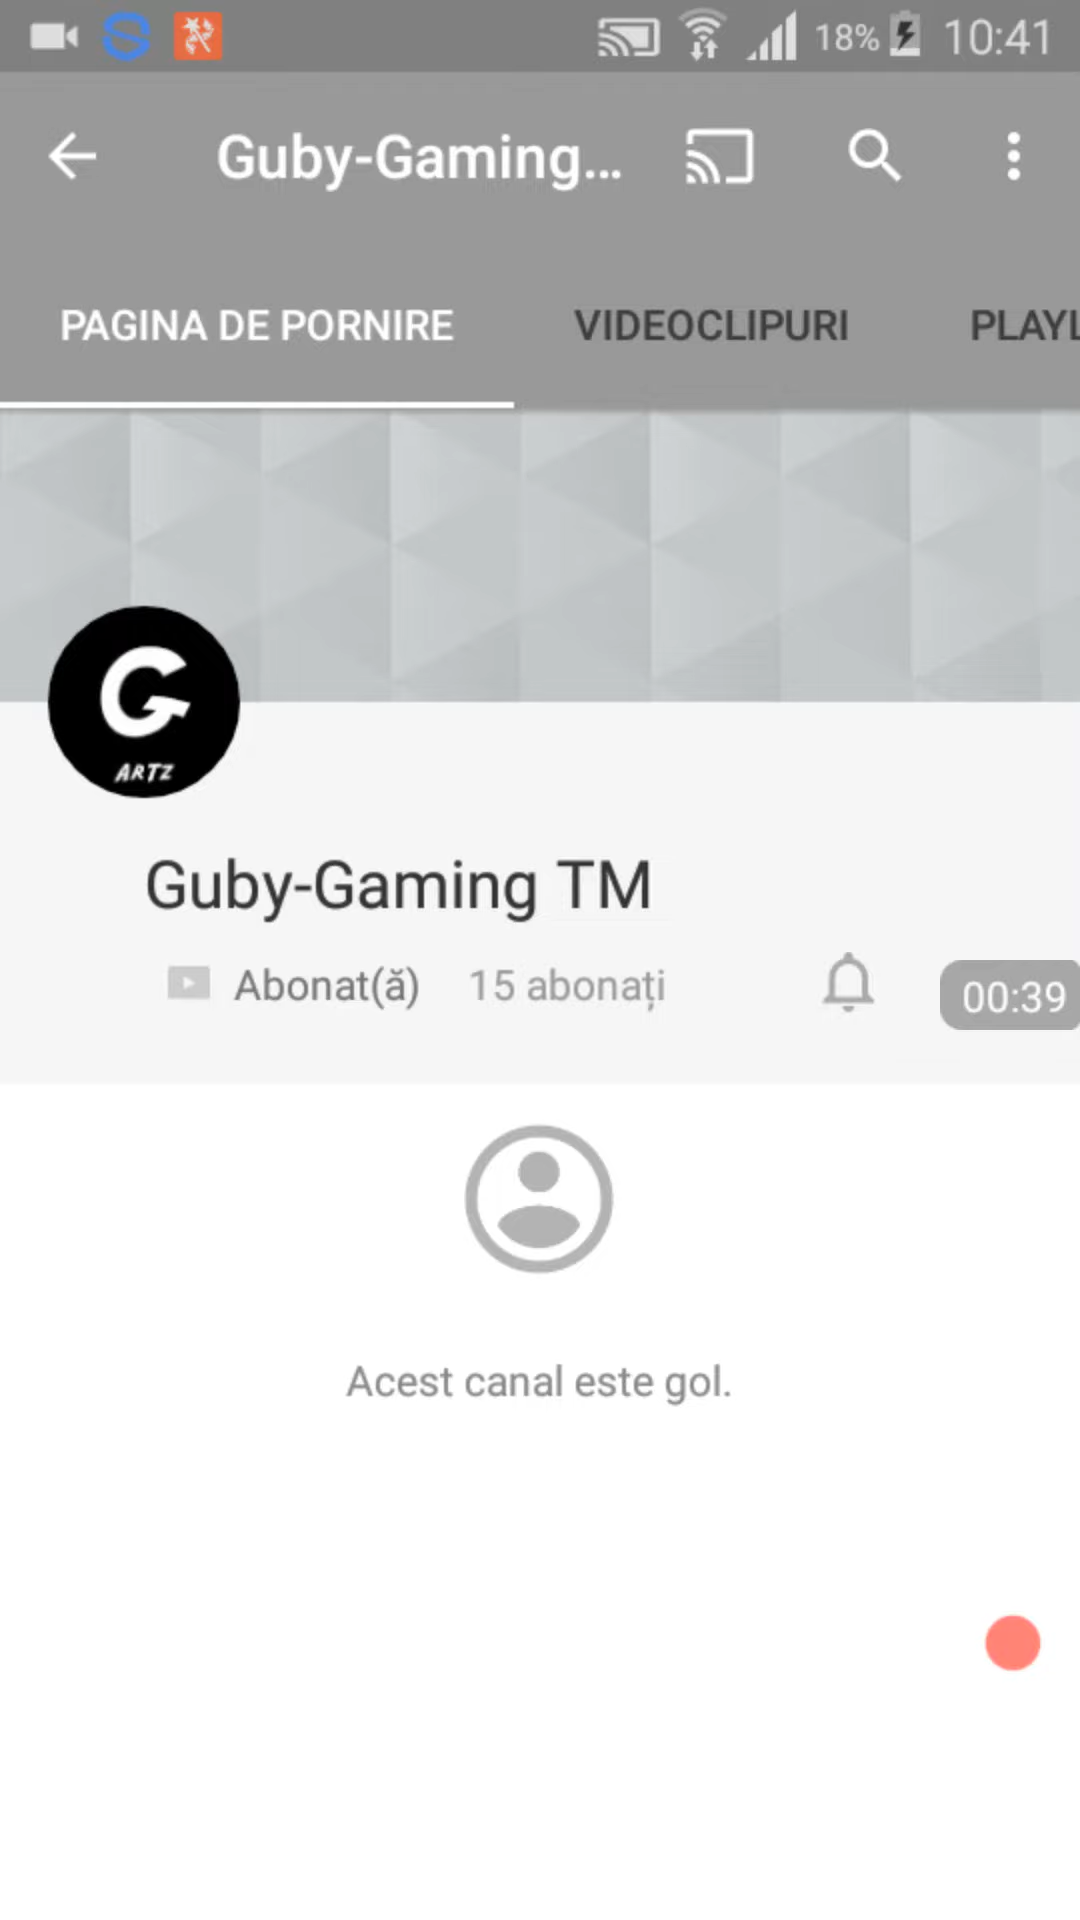 18% 10:41
Guby-Gaming...
PAGINA DE PORNIRE VIDEOCLIPURI PLAYL
G
ARTZ
Guby-Gaming TM
Abonat(ă) 15 abonați
00:39
Acest canal este gol.